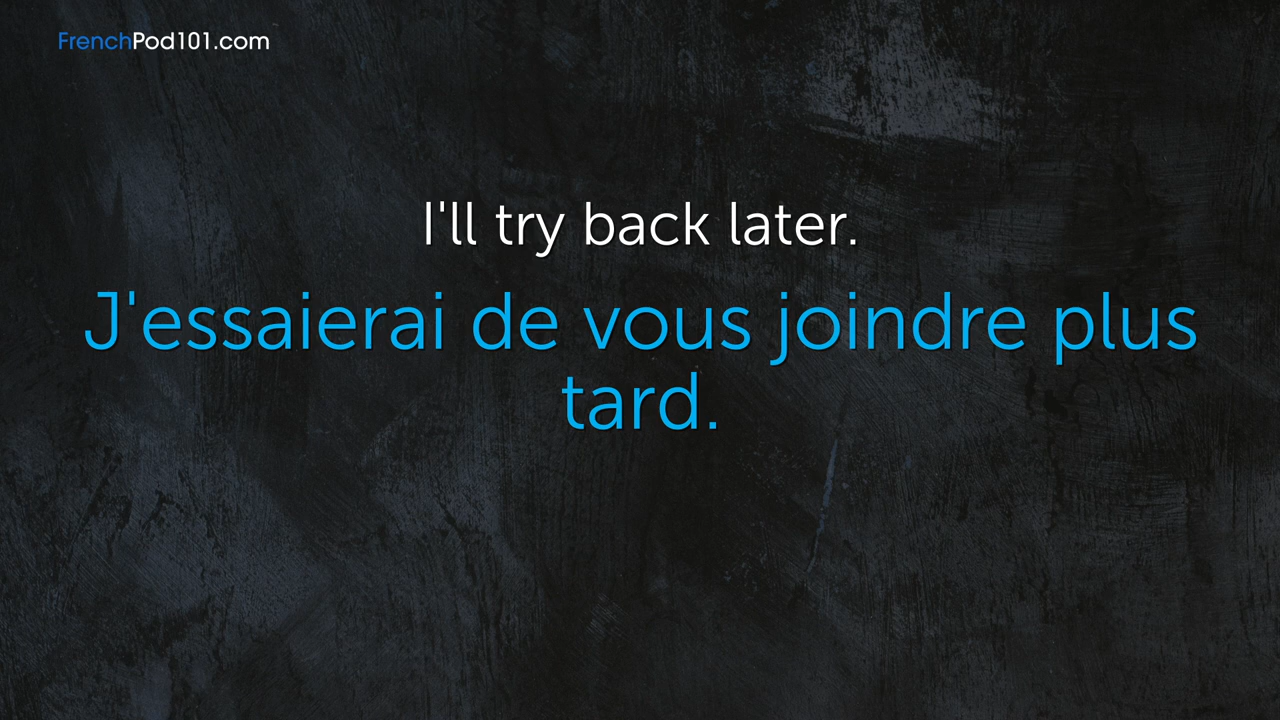 FrenchPod101.com
I'll try back later.
J'essaierai de vous joindre plus
tard.